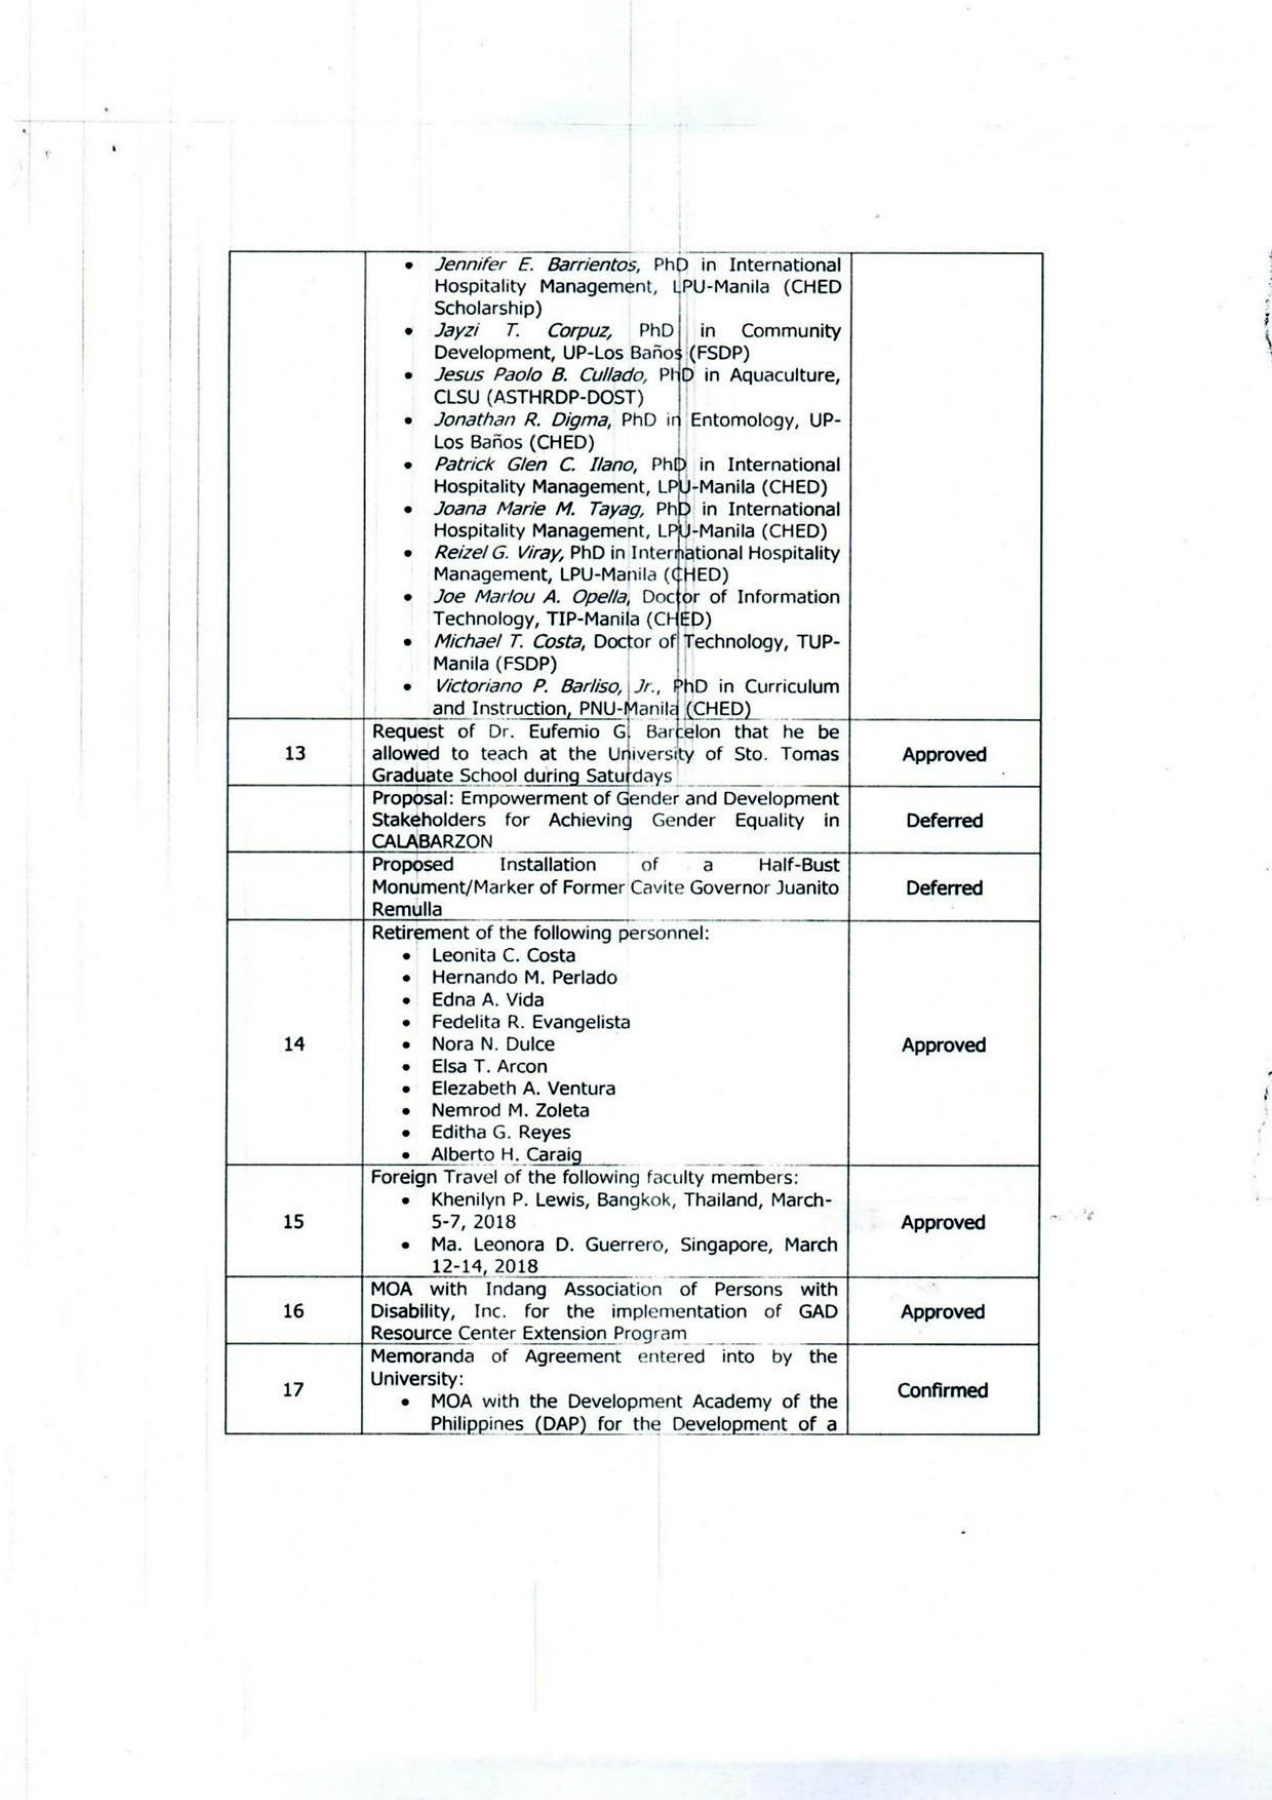 • Jennifer E. Barrientos, PhD in International
Hospitality Management, LPU-Manila (CHED
Scholarship)
• Jayzi T. Corpuz, PhD in Community
Development, UP-Los Baños (FSDP)
• Jesus Paolo B. Cullado, PhD in Aquaculture,
CLSU (ASTHRDP-DOST)
• Jonathan R. Digma, PhD in Entomology, UP-
Los Baños (CHED)
• Patrick Glen C. Ilano, PhD in International
Hospitality Management, LPU-Manila (CHED)
• Joana Marie M. Tayag, PhD in International
Hospitality Management, LPU-Manila (CHED)
• Reizel G. Viray, PhD in International Hospitality
Management, LPU-Manila (CHED)
• Joe Marlou A. Opella, Doctor of Information
Technology, TIP-Manila (CHED)
• Michael T. Costa, Doctor of Technology, TUP-
Manila (FSDP)
• Victoriano P. Barliso, Jr., PhD in Curriculum
and Instruction, PNU-Manila (CHED)
13
Request of Dr. Eufemio G. Barcelon that he be
allowed to teach at the University of Sto. Tomas
Graduate School during Saturdays
Approved
Proposal: Empowerment of Gender and Development
Stakeholders for Achieving Gender Equality in
CALABARZON
Deferred
Proposed Installation of a Half-Bust
Monument/Marker of Former Cavite Governor Juanito
Remulla
Deferred
14
Retirement of the following personnel:
• Leonita C. Costa
• Hernando M. Perlado
• Edna A. Vida
• Fedelita R. Evangelista
• Nora N. Dulce
• Elsa T. Arcon
• Elezabeth A. Ventura
• Nemrod M. Zoleta
• Editha G. Reyes
• Alberto H. Caraig
Approved
15
Foreign Travel of the following faculty members:
• Khenilyn P. Lewis, Bangkok, Thailand, March-
5-7, 2018
• Ma. Leonora D. Guerrero, Singapore, March
12-14, 2018
Approved
16
MOA with Indang Association of Persons with
Disability, Inc. for the implementation of GAD
Resource Center Extension Program
Approved
17
Memoranda of Agreement entered into by the
University:
• MOA with the Development Academy of the
Philippines (DAP) for the Development of a
Confirmed